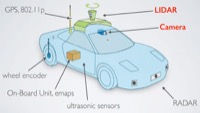 GPS, 802.11p
LIDAR
Camera
wheel encoder
On-Board Unit, emaps
ultrasonic sensors
RADAR